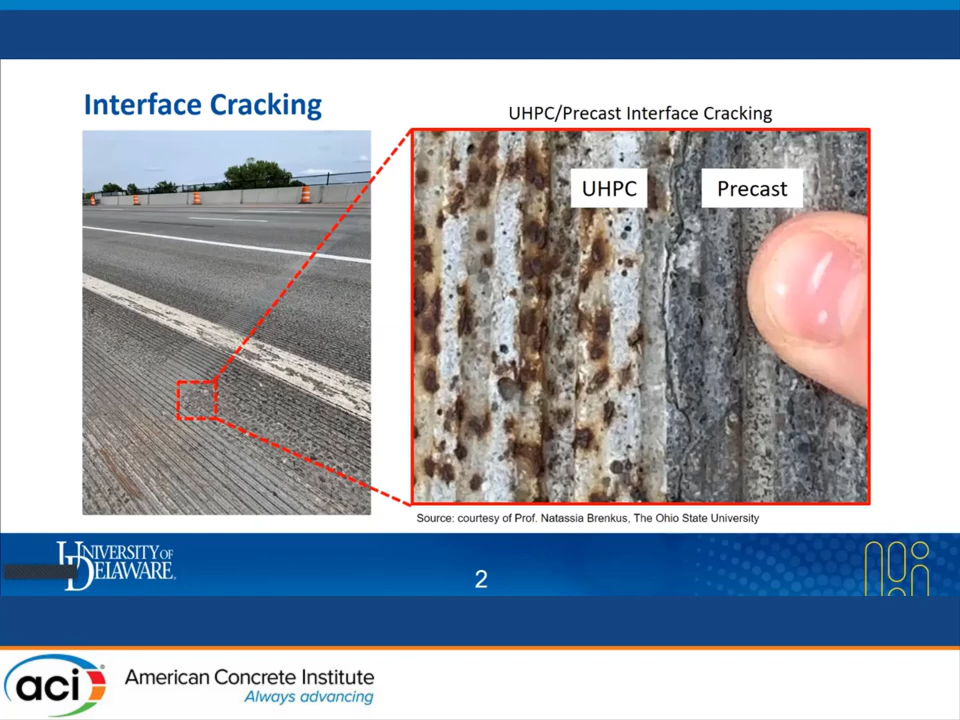 Interface Cracking
UHPC/Precast Interface Cracking
UHPC
Precast
Source: courtesy of Prof. Natassia Brenkus, The Ohio State University
UNIVERSITY OF
DELAWARE
2
aci
American Concrete Institute
Always advancing